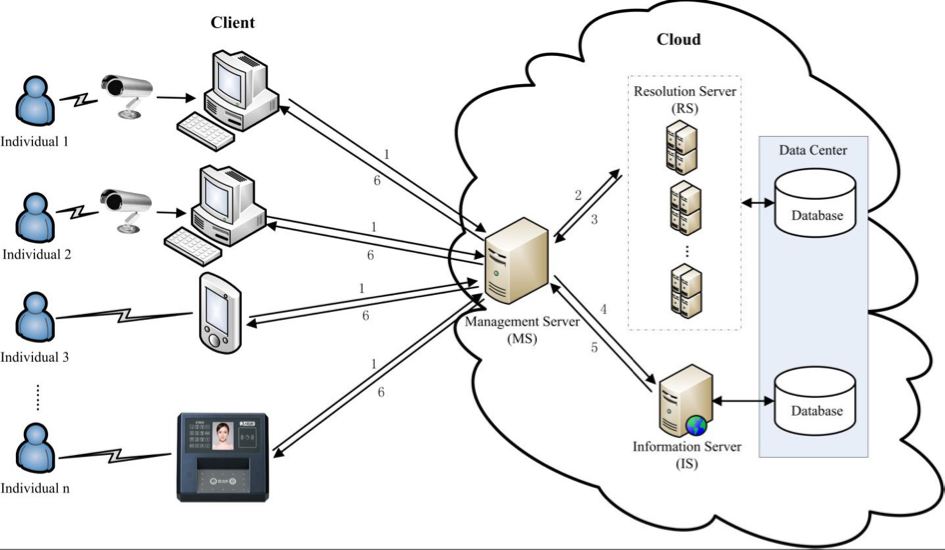 Client
Cloud
Individual 1
Individual 2
Individual 3
Individual n
1
6
1
6
1
6
1
6
Management Server
(MS)
2
3
4
5
Resolution Server
(RS)
Information Server
(IS)
Data Center
Database
Database